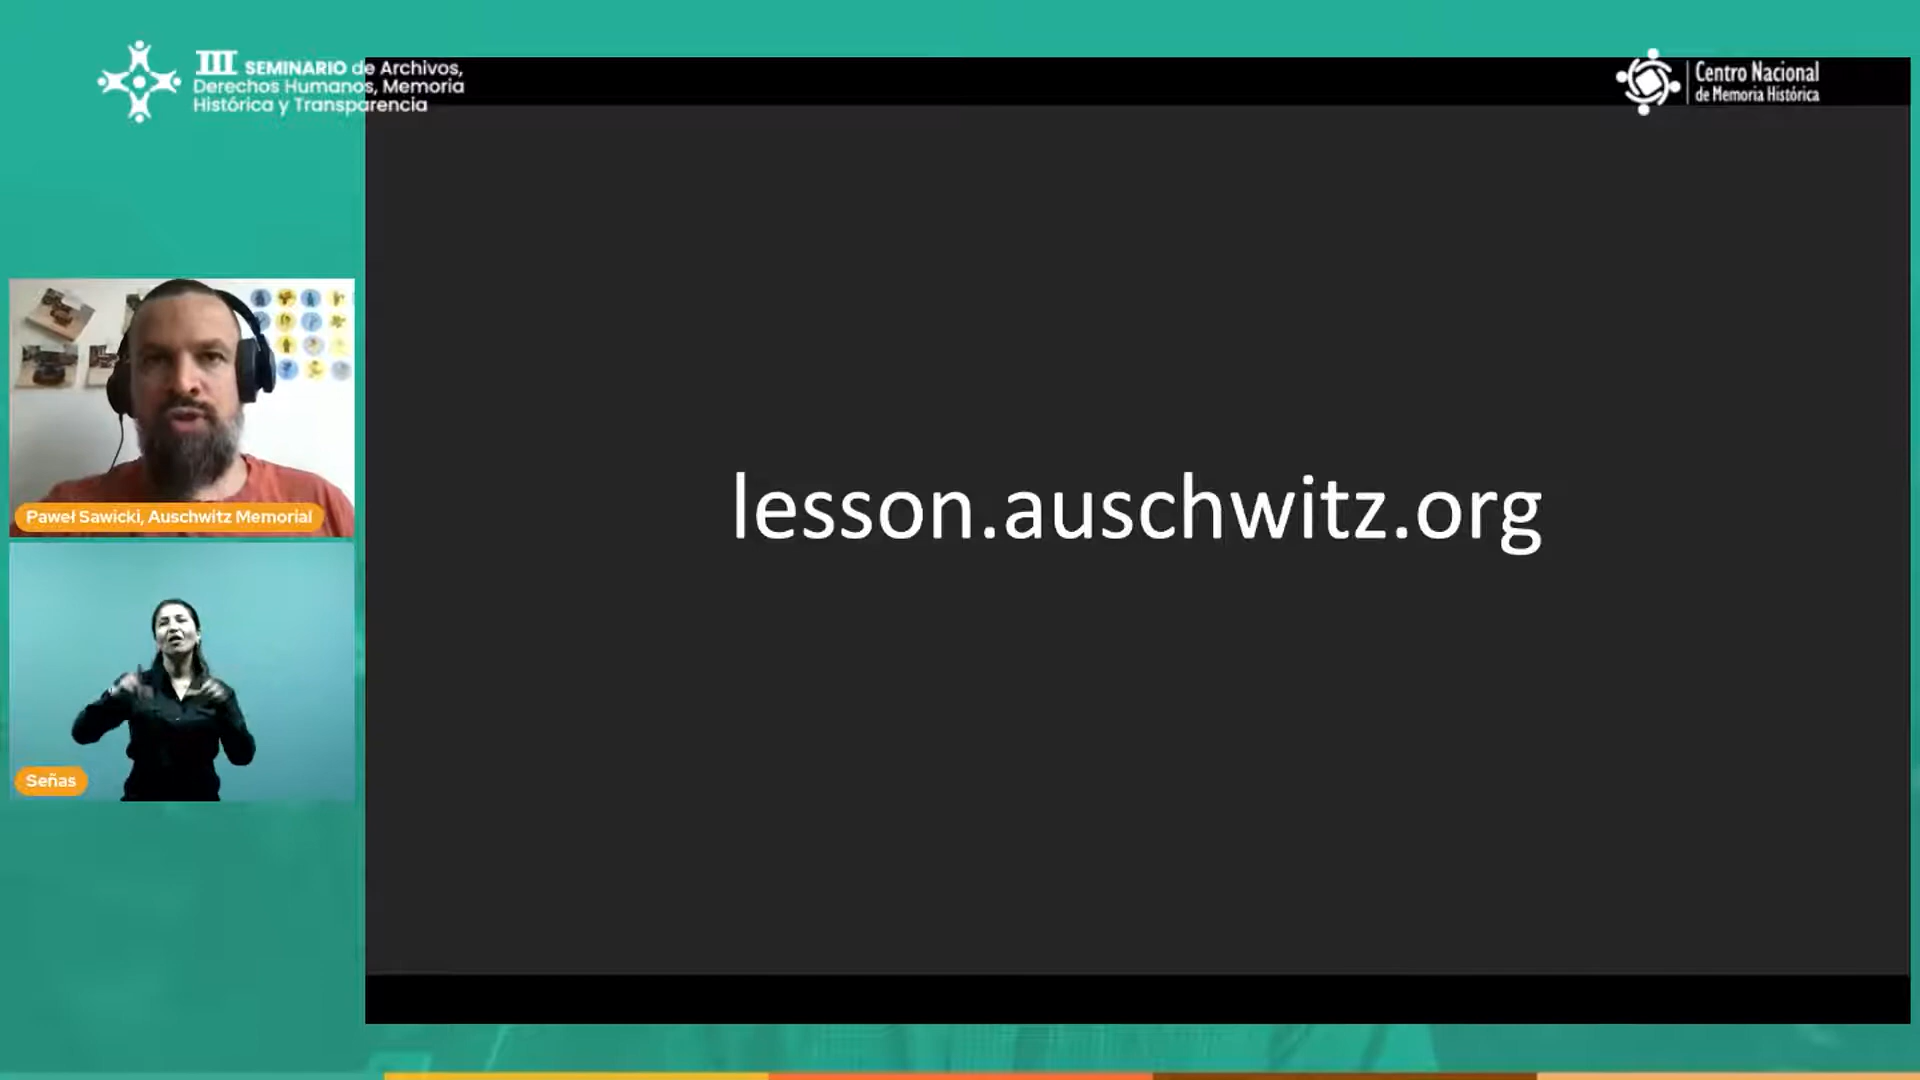 III SEMINARIO de Archivos,
Derechos Humanos, Memoria
Histórica y Transparencia
Centro Nacional
de Memoria Histórica
lesson.auschwitz.org
Paweł Sawicki, Auschwitz Memorial
Señas